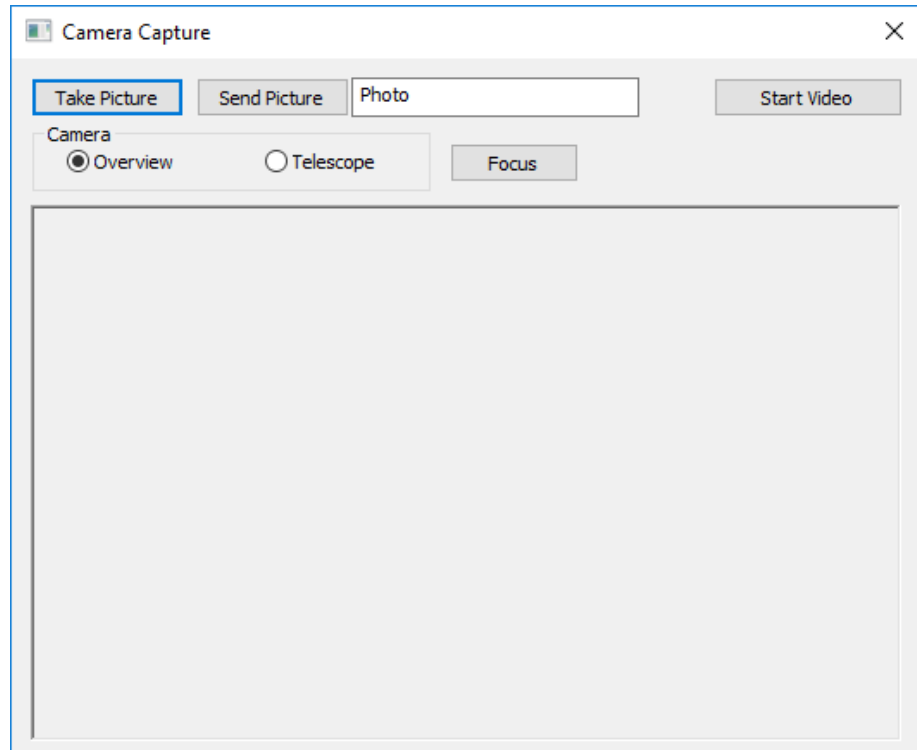 Camera Capture
Take Picture Send Picture Photo Start Video
Camera
Overview Telescope Focus